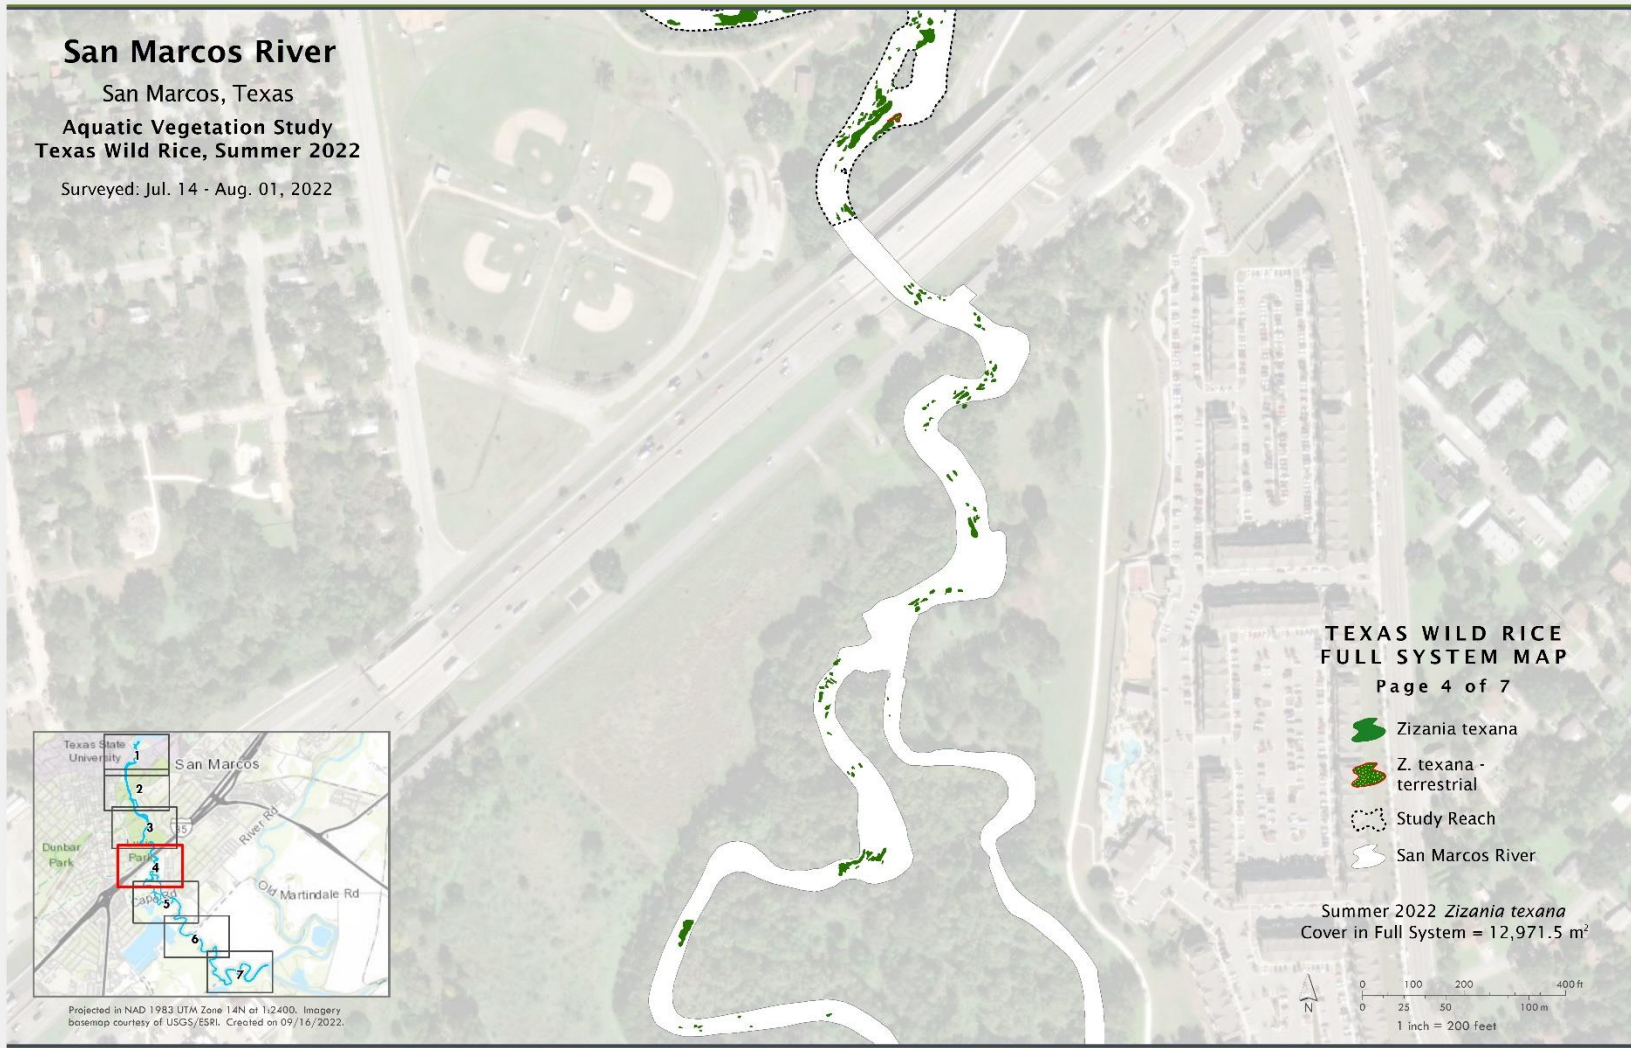 San Marcos River
San Marcos, Texas
Aquatic Vegetation Study
Texas Wild Rice, Summer 2022
Surveyed: Jul. 14 - Aug. 01, 2022
TEXAS WILD RICE
FULL SYSTEM MAP
Page 4 of 7
Zizania texana
Z. texana -
terrestrial
Study Reach
San Marcos River
Summer 2022 Zizania texana
Cover in Full System = 12,971.5 m²
0 100 200 400 ft
0 25 50 100 m
N
1 inch = 200 feet
Texas State
University
San Marcos
1
2
3
35
River Rd
Dunbar
Park
Park
4
Old Martindale Rd
5
6
7
Projected in NAD 1983 UTM Zone 14N at 1:2400. Imagery
basemap courtesy of USGS/ESRI. Created on 09/16/2022.